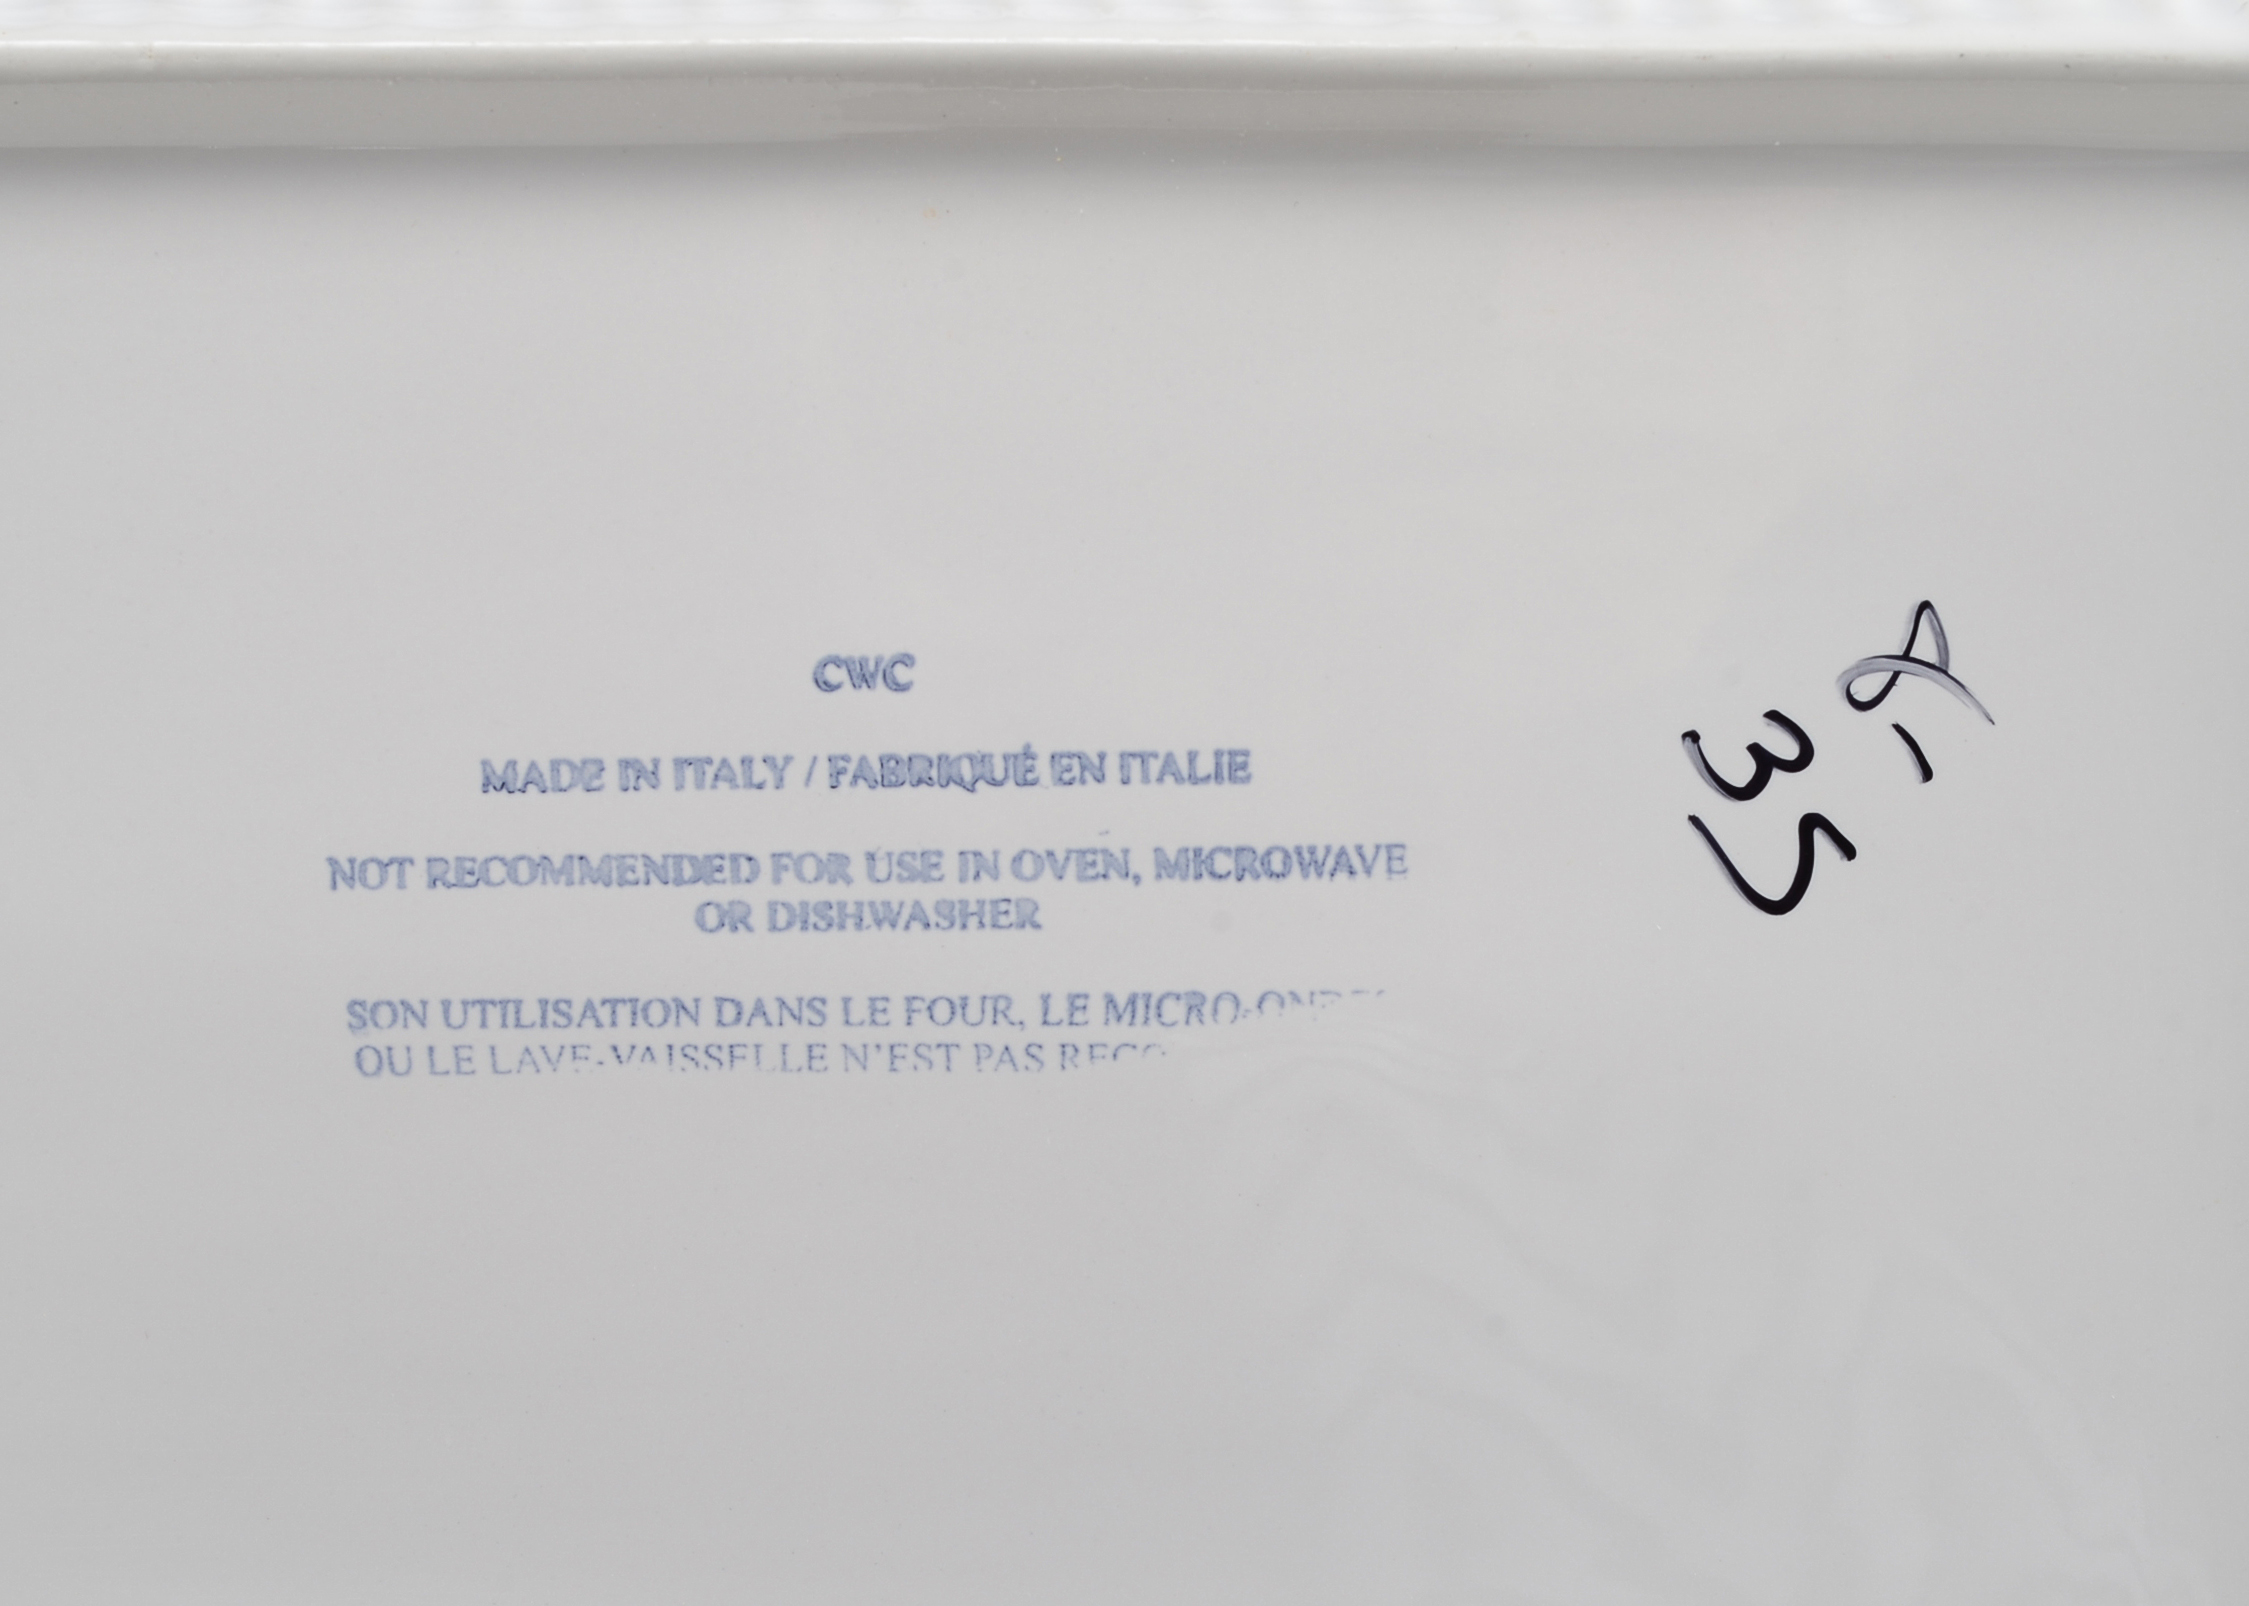 CWC
MADE IN ITALY / FABRIQUÉ EN ITALIE
NOT RECOMMENDED FOR USE IN OVEN, MICROWAVE
OR DISHWASHER
SON UTILISATION DANS LE FOUR, LE
OU LE LAVE-VAISSELLE N'EST PAS